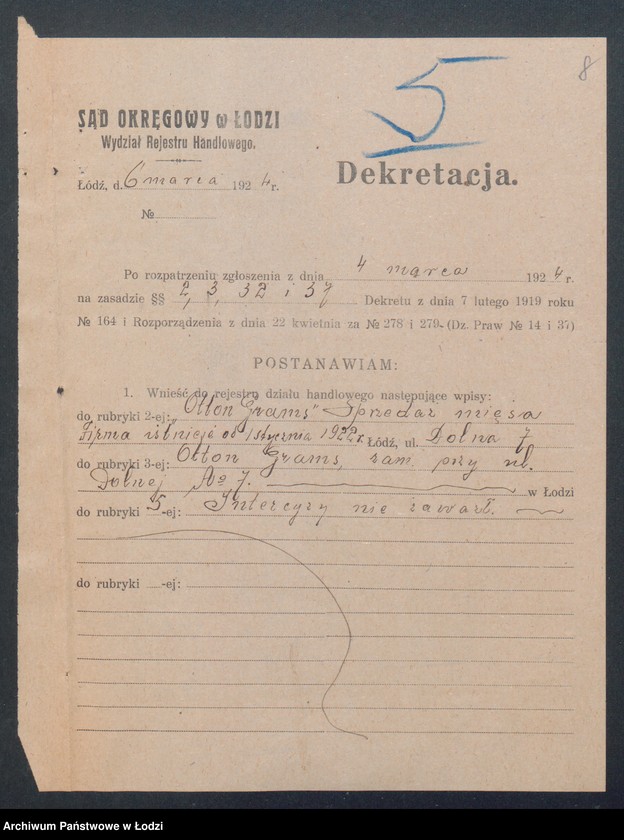 8
5
SĄD OKRĘGOWY w ŁODZI
Wydział Rejestru Handlowego.
Dekretacja.
Łódź, d. 6 marca 1924 r.
№
Po rozpatrzeniu zgłoszenia z dnia 4 marca 1924 r.
na zasadzie §§ 2, 3, 32 i 37 Dekretu z dnia 7 lutego 1919 roku
№ 164 i Rozporządzenia z dnia 22 kwietnia za № 278 i 279- (Dz. Praw № 14 i 37)
POSTANAWIAM:
1. Wnieść do rejestru działu handlowego następujące wpisy:
do rubryki 2-ej: „Otton Grams" Sprzedaż mięsa
Firma istnieje od 1 stycznia 1922 r. Łódź, ul. Dolna 7
do rubryki 3-ej: Otton Grams, zam. przy ul.
Dolnej № 7. w Łodzi
do rubryki 5-ej: Intercyzy nie zawarł.
do rubryki -ej:
Archiwum Państwowe w Łodzi